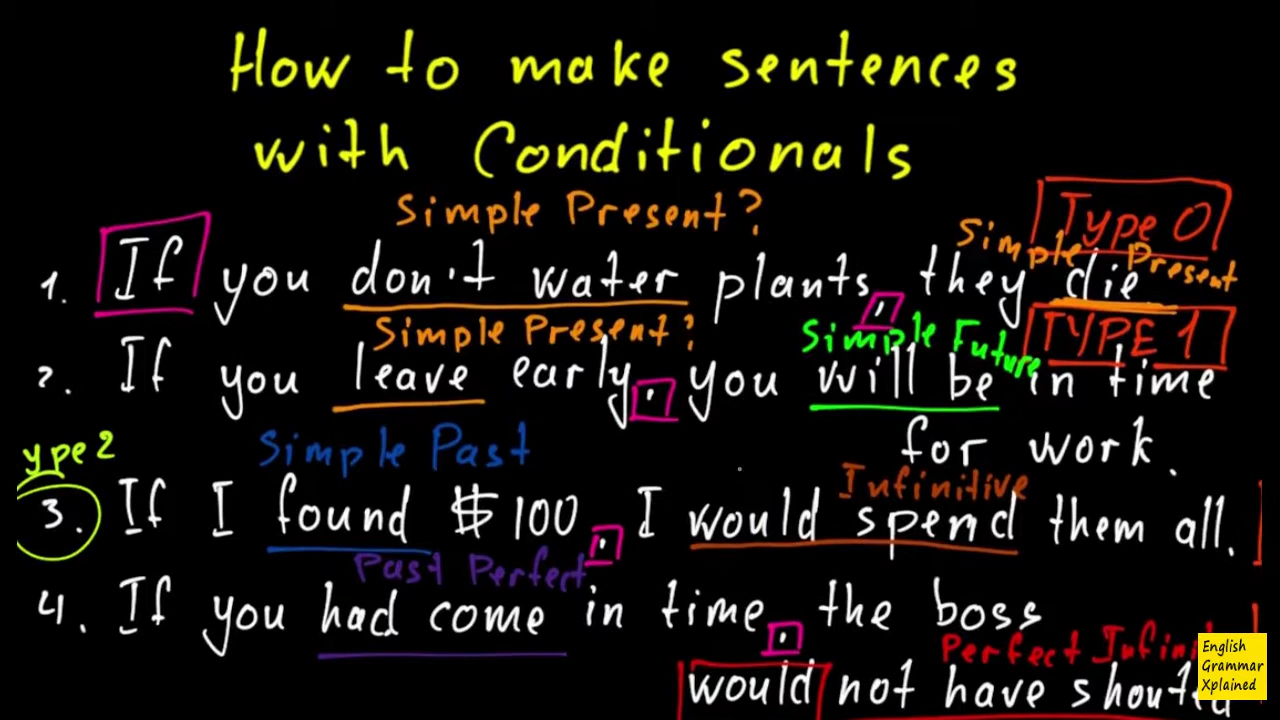 How to make sentences
with Conditionals
Simple Present?
Type 0
Simple Present
1. If you don't water plants, they die
Simple Present?
Simple Future
TYPE 1
2. If you leave early, you will be in time
for work.
ype 2
Simple Past
Infinitive
3. If I found $100, I would spend them all.
Past Perfect
4. If you had come in time, the boss
Perfect Infini
would not have shouted
English
Grammar
Xplained